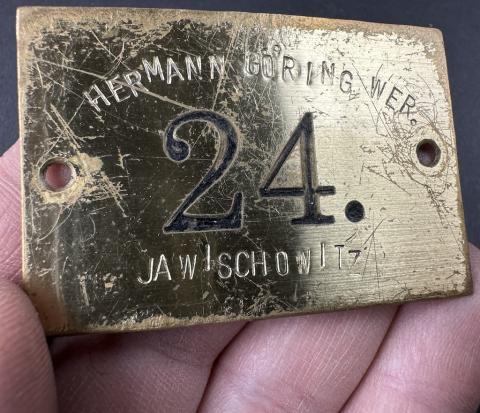 HERMANN GÖRING WER.
24.
JAWISCHOWITZ